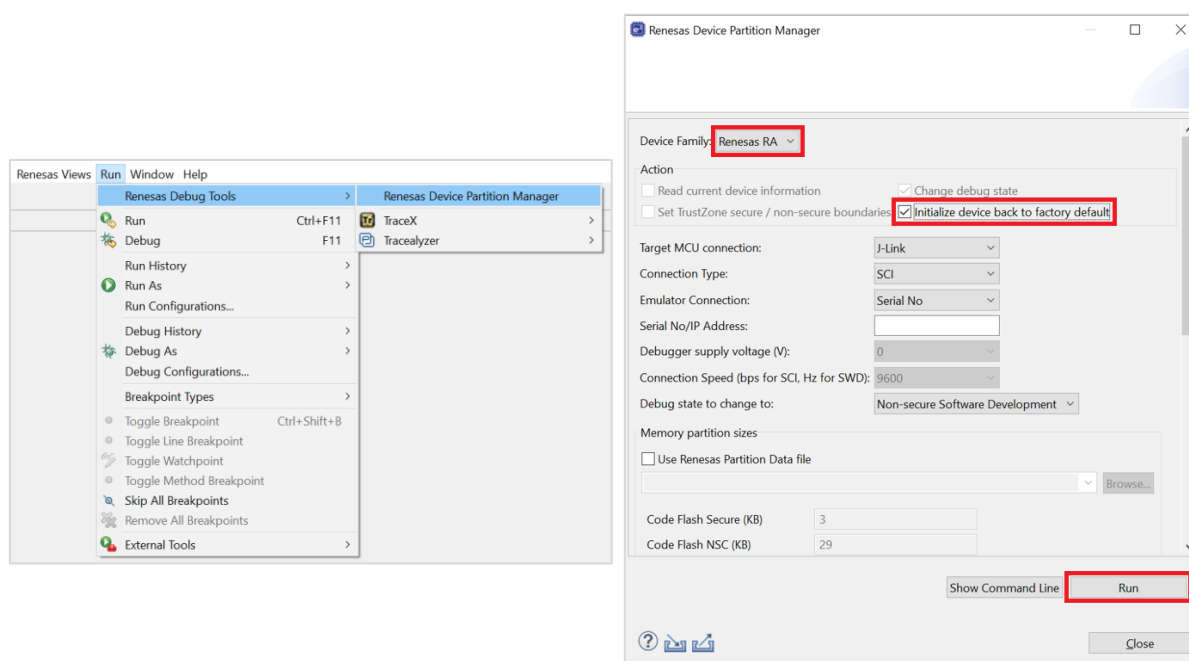 Renesas Views Run Window Help
Renesas Debug Tools >
Renesas Device Partition Manager
Run Ctrl+F11
TraceX >
Debug F11
Tracealyzer >
Run History >
Run As >
Run Configurations...
Debug History >
Debug As >
Debug Configurations...
Breakpoint Types >
Toggle Breakpoint Ctrl+Shift+B
Toggle Line Breakpoint
Toggle Watchpoint
Toggle Method Breakpoint
Skip All Breakpoints
Remove All Breakpoints
External Tools >
Renesas Device Partition Manager
Device Family: Renesas RA
Action
Read current device information Change debug state
Set TrustZone secure / non-secure boundaries Initialize device back to factory default
Target MCU connection: J-Link
Connection Type: SCI
Emulator Connection: Serial No
Serial No/IP Address:
Debugger supply voltage (V): 0
Connection Speed (bps for SCI, Hz for SWD): 9600
Debug state to change to: Non-secure Software Development
Memory partition sizes
Use Renesas Partition Data file
Browse...
Code Flash Secure (KB) 3
Code Flash NSC (KB) 29
Show Command Line Run
?
Close